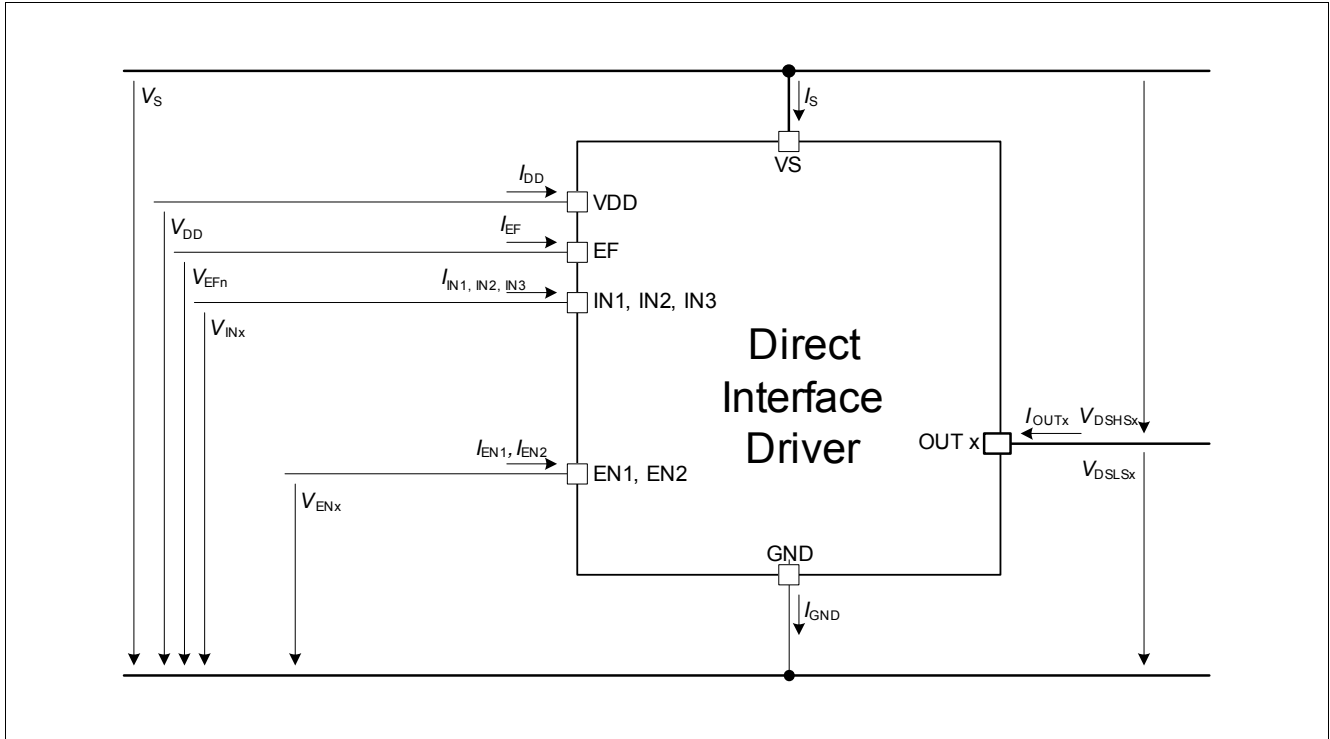 VS
IS
VS
IDD
VDD
VDD
IEF
EF
VEFn
IIN1, IN2, IN3
IN1, IN2, IN3
VINx
Direct
Interface
Driver
IOUTx
VDSHSx
OUT x
IEN1, IEN2
EN1, EN2
VDSLSx
VENx
GND
IGND